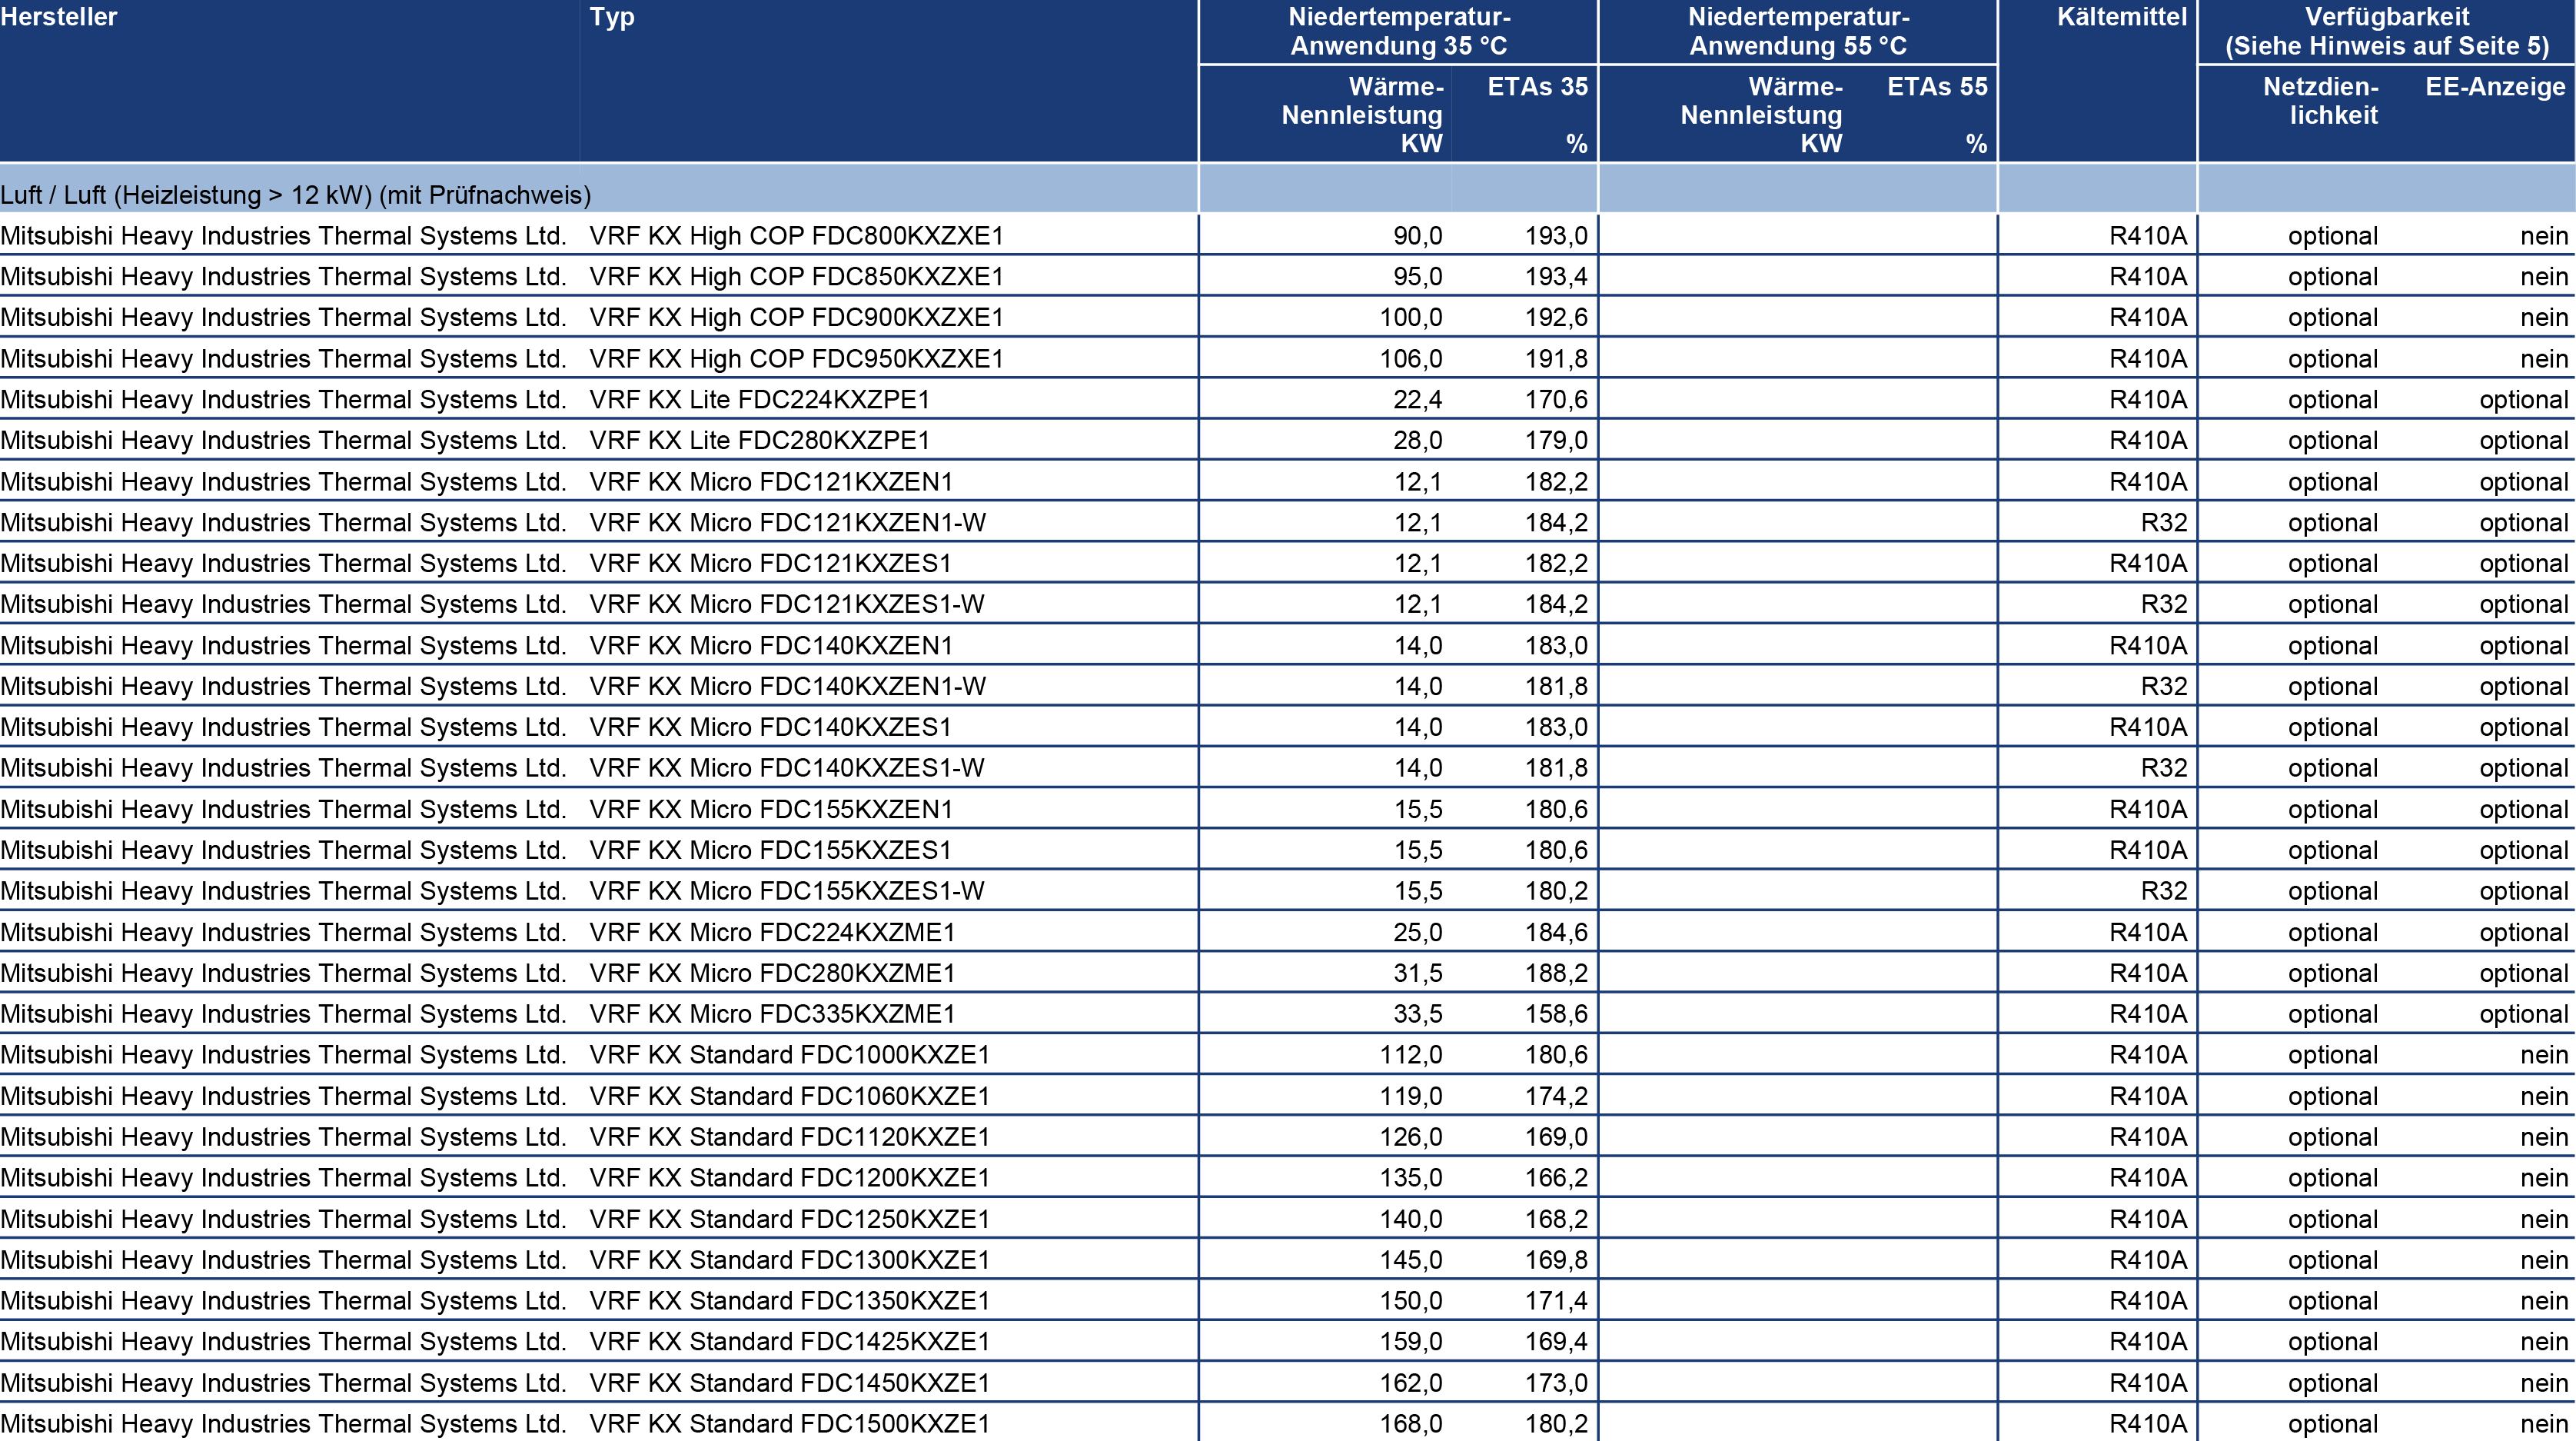 Hersteller Typ Niedertemperatur- Niedertemperatur- Kältemittel Verfügbarkeit
Anwendung 35 °C Anwendung 55 °C (Siehe Hinweis auf Seite 5)
Wärme- ETAs 35 Wärme- ETAs 55 Netzdien- EE-Anzeige
Nennleistung Nennleistung lichkeit
KW % KW %
Luft / Luft (Heizleistung > 12 kW) (mit Prüfnachweis)
Mitsubishi Heavy Industries Thermal Systems Ltd. VRF KX High COP FDC800KXZXE1 90,0 193,0 R410A optional nein
Mitsubishi Heavy Industries Thermal Systems Ltd. VRF KX High COP FDC850KXZXE1 95,0 193,4 R410A optional nein
Mitsubishi Heavy Industries Thermal Systems Ltd. VRF KX High COP FDC900KXZXE1 100,0 192,6 R410A optional nein
Mitsubishi Heavy Industries Thermal Systems Ltd. VRF KX High COP FDC950KXZXE1 106,0 191,8 R410A optional nein
Mitsubishi Heavy Industries Thermal Systems Ltd. VRF KX Lite FDC224KXZPE1 22,4 170,6 R410A optional optional
Mitsubishi Heavy Industries Thermal Systems Ltd. VRF KX Lite FDC280KXZPE1 28,0 179,0 R410A optional optional
Mitsubishi Heavy Industries Thermal Systems Ltd. VRF KX Micro FDC121KXZEN1 12,1 182,2 R410A optional optional
Mitsubishi Heavy Industries Thermal Systems Ltd. VRF KX Micro FDC121KXZEN1-W 12,1 184,2 R32 optional optional
Mitsubishi Heavy Industries Thermal Systems Ltd. VRF KX Micro FDC121KXZES1 12,1 182,2 R410A optional optional
Mitsubishi Heavy Industries Thermal Systems Ltd. VRF KX Micro FDC121KXZES1-W 12,1 184,2 R32 optional optional
Mitsubishi Heavy Industries Thermal Systems Ltd. VRF KX Micro FDC140KXZEN1 14,0 183,0 R410A optional optional
Mitsubishi Heavy Industries Thermal Systems Ltd. VRF KX Micro FDC140KXZEN1-W 14,0 181,8 R32 optional optional
Mitsubishi Heavy Industries Thermal Systems Ltd. VRF KX Micro FDC140KXZES1 14,0 183,0 R410A optional optional
Mitsubishi Heavy Industries Thermal Systems Ltd. VRF KX Micro FDC140KXZES1-W 14,0 181,8 R32 optional optional
Mitsubishi Heavy Industries Thermal Systems Ltd. VRF KX Micro FDC155KXZEN1 15,5 180,6 R410A optional optional
Mitsubishi Heavy Industries Thermal Systems Ltd. VRF KX Micro FDC155KXZES1 15,5 180,6 R410A optional optional
Mitsubishi Heavy Industries Thermal Systems Ltd. VRF KX Micro FDC155KXZES1-W 15,5 180,2 R32 optional optional
Mitsubishi Heavy Industries Thermal Systems Ltd. VRF KX Micro FDC224KXZME1 25,0 184,6 R410A optional optional
Mitsubishi Heavy Industries Thermal Systems Ltd. VRF KX Micro FDC280KXZME1 31,5 188,2 R410A optional optional
Mitsubishi Heavy Industries Thermal Systems Ltd. VRF KX Micro FDC335KXZME1 33,5 158,6 R410A optional optional
Mitsubishi Heavy Industries Thermal Systems Ltd. VRF KX Standard FDC1000KXZE1 112,0 180,6 R410A optional nein
Mitsubishi Heavy Industries Thermal Systems Ltd. VRF KX Standard FDC1060KXZE1 119,0 174,2 R410A optional nein
Mitsubishi Heavy Industries Thermal Systems Ltd. VRF KX Standard FDC1120KXZE1 126,0 169,0 R410A optional nein
Mitsubishi Heavy Industries Thermal Systems Ltd. VRF KX Standard FDC1200KXZE1 135,0 166,2 R410A optional nein
Mitsubishi Heavy Industries Thermal Systems Ltd. VRF KX Standard FDC1250KXZE1 140,0 168,2 R410A optional nein
Mitsubishi Heavy Industries Thermal Systems Ltd. VRF KX Standard FDC1300KXZE1 145,0 169,8 R410A optional nein
Mitsubishi Heavy Industries Thermal Systems Ltd. VRF KX Standard FDC1350KXZE1 150,0 171,4 R410A optional nein
Mitsubishi Heavy Industries Thermal Systems Ltd. VRF KX Standard FDC1425KXZE1 159,0 169,4 R410A optional nein
Mitsubishi Heavy Industries Thermal Systems Ltd. VRF KX Standard FDC1450KXZE1 162,0 173,0 R410A optional nein
Mitsubishi Heavy Industries Thermal Systems Ltd. VRF KX Standard FDC1500KXZE1 168,0 180,2 R410A optional nein